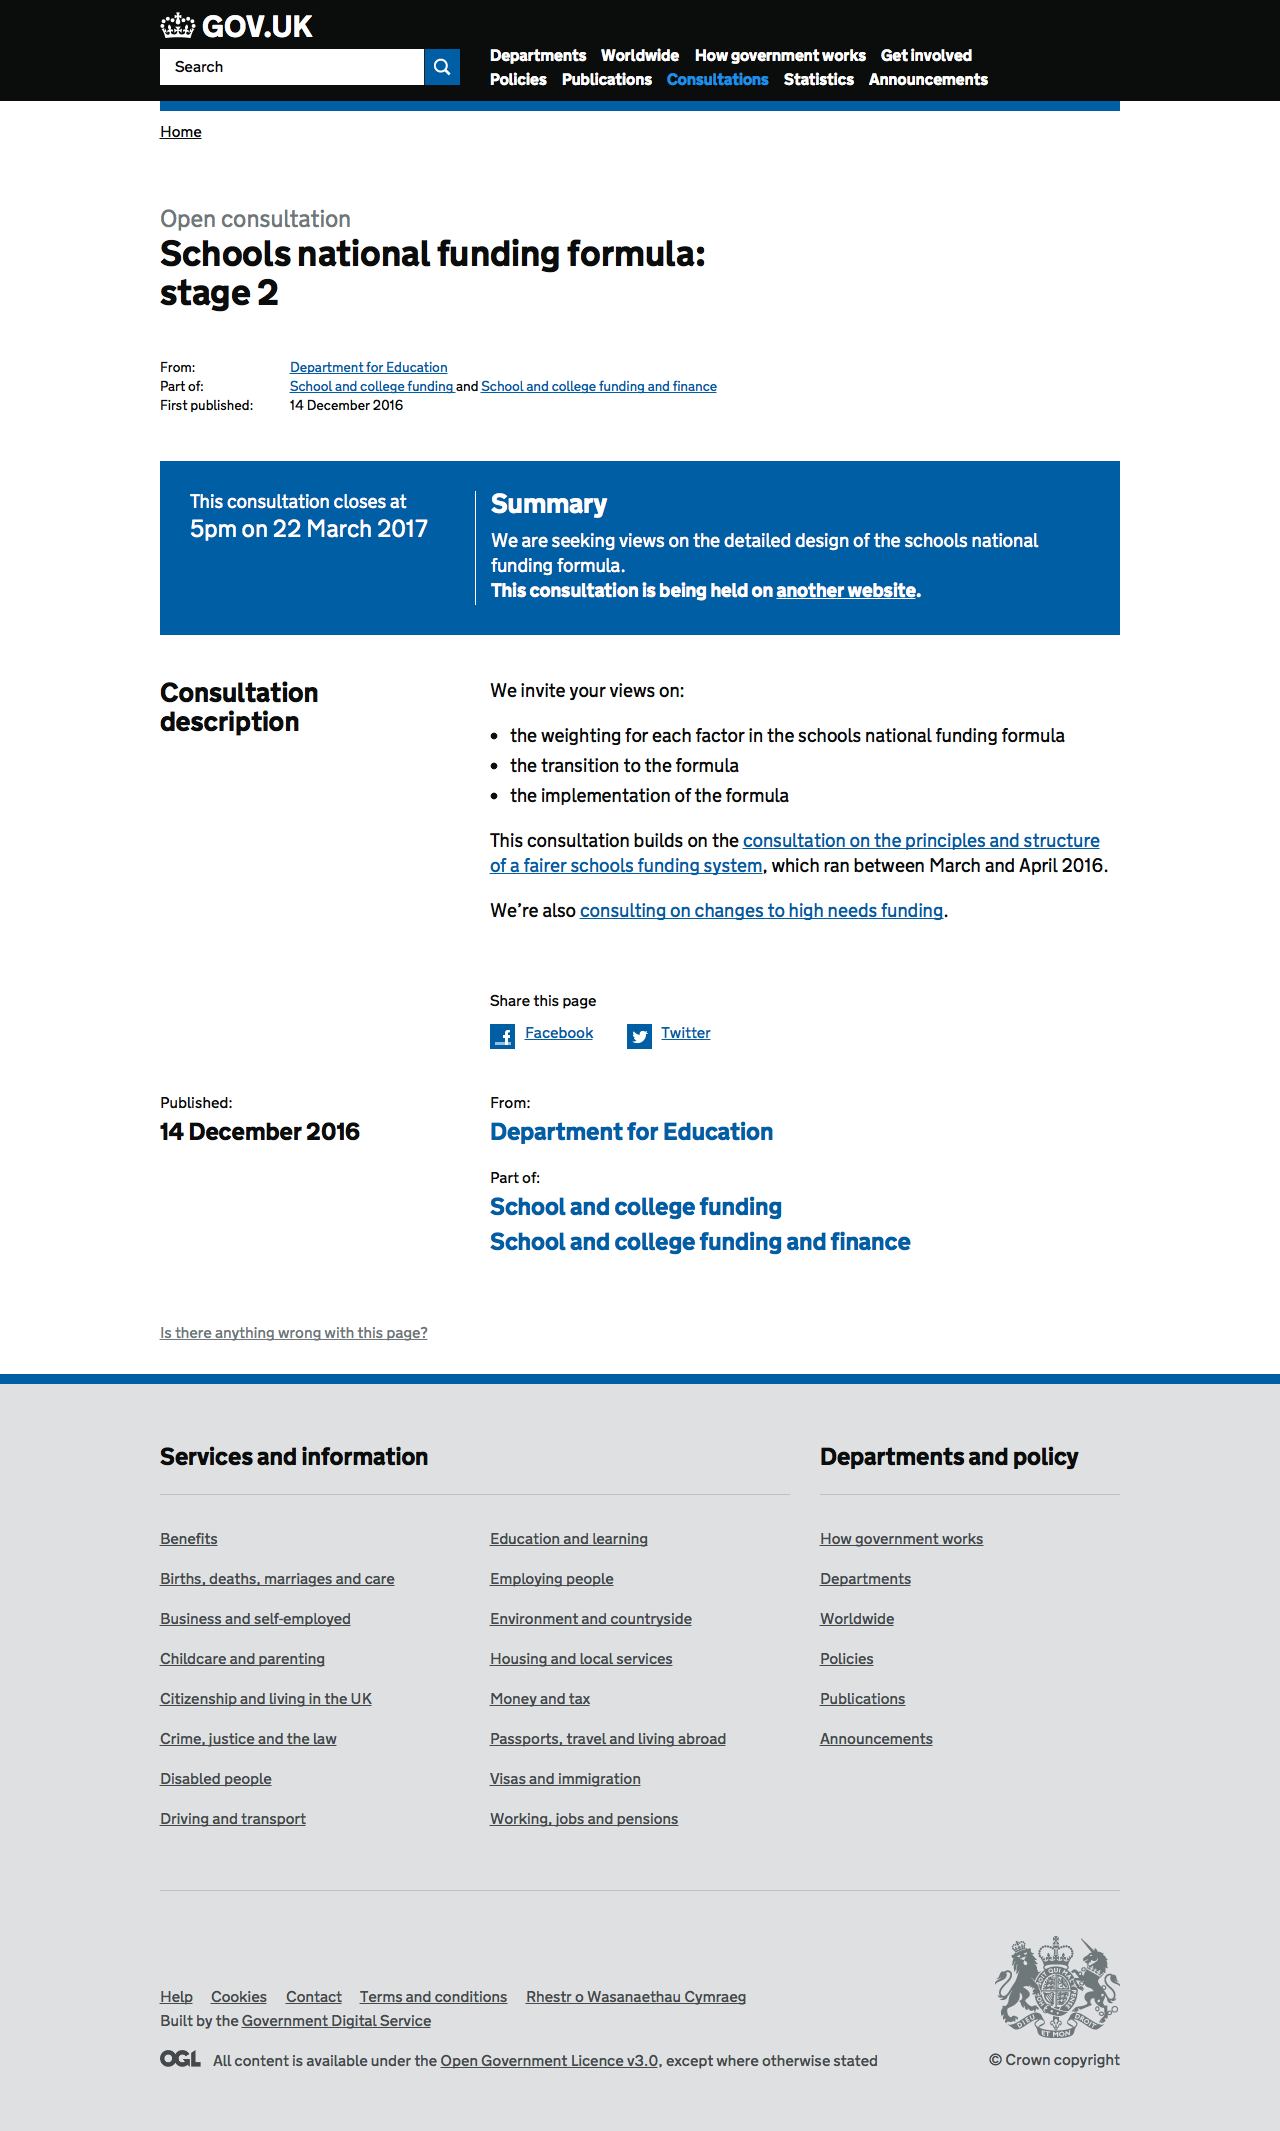 GOV.UK
Search
Departments Worldwide How government works Get involved
Policies Publications Consultations Statistics Announcements
Home
Open consultation
Schools national funding formula:
stage 2
From: Department for Education
Part of: School and college funding and School and college funding and finance
First published: 14 December 2016
This consultation closes at
5pm on 22 March 2017
Summary
We are seeking views on the detailed design of the schools national
funding formula.
This consultation is being held on another website.
Consultation
description
We invite your views on:
• the weighting for each factor in the schools national funding formula
• the transition to the formula
• the implementation of the formula
This consultation builds on the consultation on the principles and structure
of a fairer schools funding system, which ran between March and April 2016.
We’re also consulting on changes to high needs funding.
Share this page
Facebook Twitter
Published:
14 December 2016
From:
Department for Education
Part of:
School and college funding
School and college funding and finance
Is there anything wrong with this page?
Services and information
Benefits
Births, deaths, marriages and care
Business and self-employed
Childcare and parenting
Citizenship and living in the UK
Crime, justice and the law
Disabled people
Driving and transport
Education and learning
Employing people
Environment and countryside
Housing and local services
Money and tax
Passports, travel and living abroad
Visas and immigration
Working, jobs and pensions
Departments and policy
How government works
Departments
Worldwide
Policies
Publications
Announcements
Help Cookies Contact Terms and conditions Rhestr o Wasanaethau Cymraeg
Built by the Government Digital Service
OGL All content is available under the Open Government Licence v3.0, except where otherwise stated
DIEU ET MON DROIT
© Crown copyright